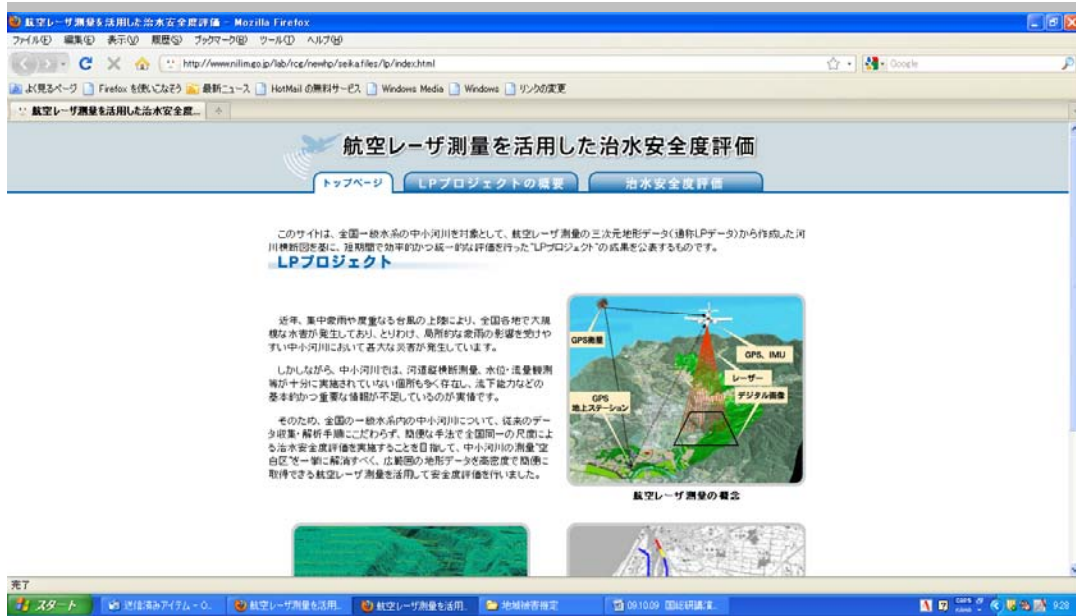 航空レーザ測量を活用した治水安全度評価 - Mozilla Firefox
ファイル(F) 編集(E) 表示(V) 履歴(S) ブックマーク(B) ツール(T) ヘルプ(H)
http://www.nilim.go.jp/lab/rcg/newhp/seika.files/lp/index.html
Google
よく見るページ Firefox を使いこなそう 最新ニュース HotMail の無料サービス Windows Media Windows リンクの変更
航空レーザ測量を活用した治水安全度...
航空レーザ測量を活用した治水安全度評価
トップページ LPプロジェクトの概要 治水安全度評価
このサイトは、全国一級水系の中小河川を対象として、航空レーザ測量の三次元地形データ(通称LPデータ)から作成した河
川横断図を基に、短期間で効率的かつ統一的な評価を行った"LPプロジェクト"の成果を公表するものです。
LPプロジェクト
近年、集中豪雨や度重なる台風の上陸により、全国各地で大規
模な水害が発生しており、とりわけ、局所的な豪雨の影響を受けや
すい中小河川において甚大な災害が発生しています。
しかしながら、中小河川では、河道縦横断測量、水位・流量観測
等が十分に実施されていない個所も多く存在し、流下能力などの
基本的かつ重要な情報が不足しているのが実情です。
そのため、全国の一級水系内の中小河川について、従来のデー
タ収集・解析手順にこだわらず、簡便な手法で全国同一の尺度によ
る治水安全度評価を実施することを目指して、中小河川の測量"空
白区"を一挙に解消すべく、広範囲の地形データを高密度で簡便に
取得できる航空レーザ測量を活用して安全度評価を行いました。
GPS衛星
GPS、IMU
レーザー
GPS
地上ステーション
デジタル画像
航空レーザ測量の概念
完了
スタート 送信済みアイテム - O... 航空レーザ測量を活用... 航空レーザ測量を活用... 地域被害推定 09.10.09 国総研講演... A CAPS 9:28